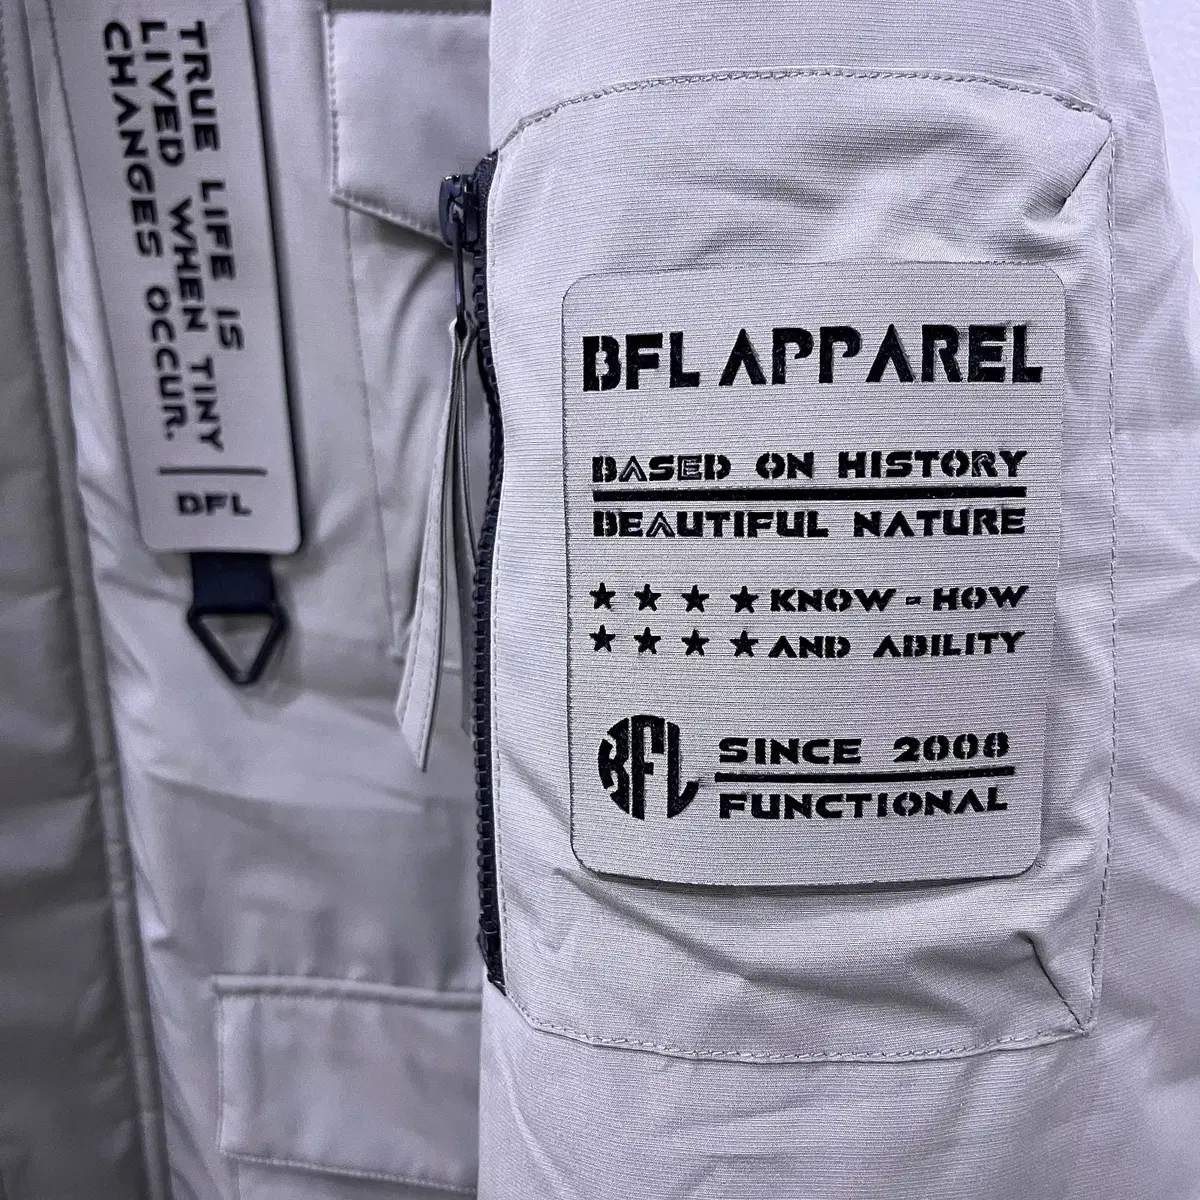 TRUE LIFE IS
LIVED WHEN TINY
CHANGES OCCUR.
BFL
BFL APPAREL
BASED ON HISTORY
BEAUTIFUL NATURE
★ ★ ★ ★ KNOW-HOW
★ ★ ★ ★ AND ABILITY
BFL
SINCE 2008
FUNCTIONAL